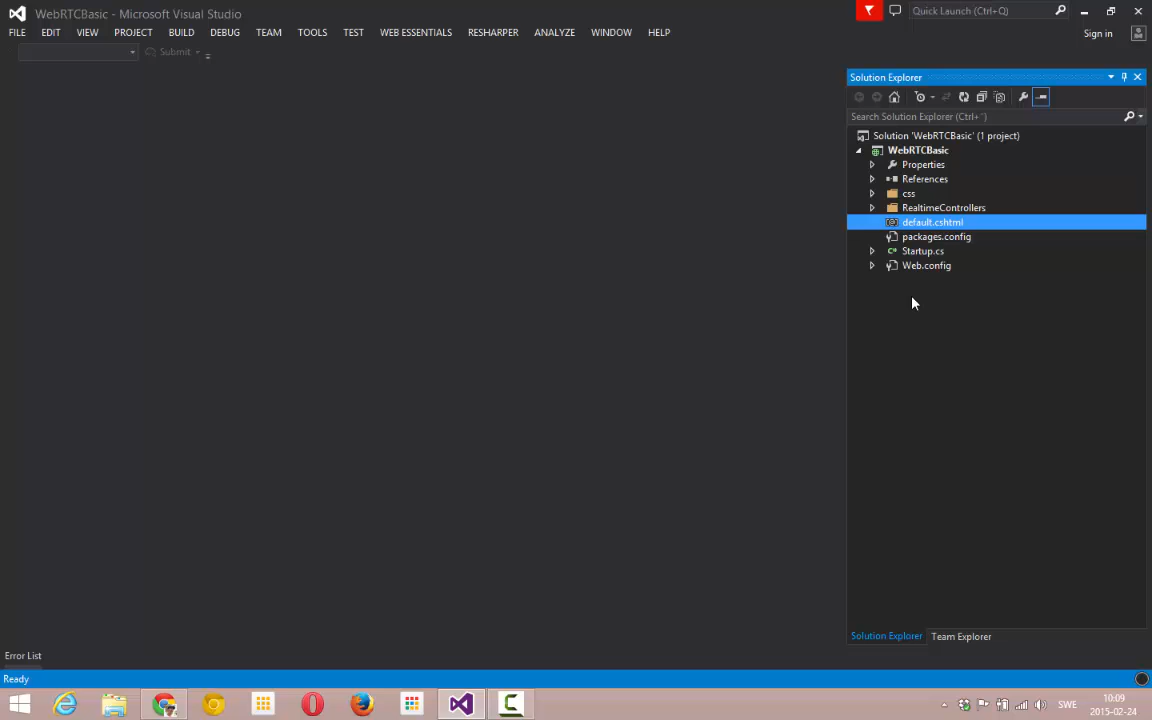 WebRTCBasic - Microsoft Visual Studio
Quick Launch (Ctrl+Q)
FILE EDIT VIEW PROJECT BUILD DEBUG TEAM TOOLS TEST WEB ESSENTIALS RESHARPER ANALYZE WINDOW HELP
Sign in
Submit
Solution Explorer
Search Solution Explorer (Ctrl+¨)
Solution 'WebRTCBasic' (1 project)
WebRTCBasic
Properties
References
css
RealtimeControllers
default.cshtml
packages.config
Startup.cs
Web.config
Solution Explorer Team Explorer
Error List
Ready
SWE
10:09
2015-02-24